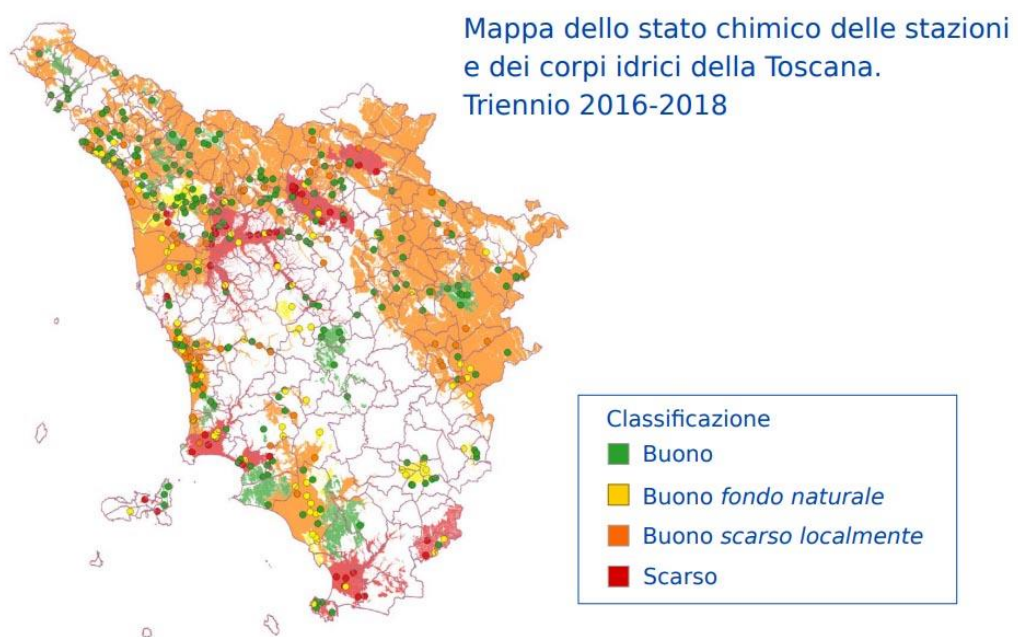 Mappa dello stato chimico delle stazioni
e dei corpi idrici della Toscana.
Triennio 2016-2018
Classificazione
Buono
Buono fondo naturale
Buono scarso localmente
Scarso